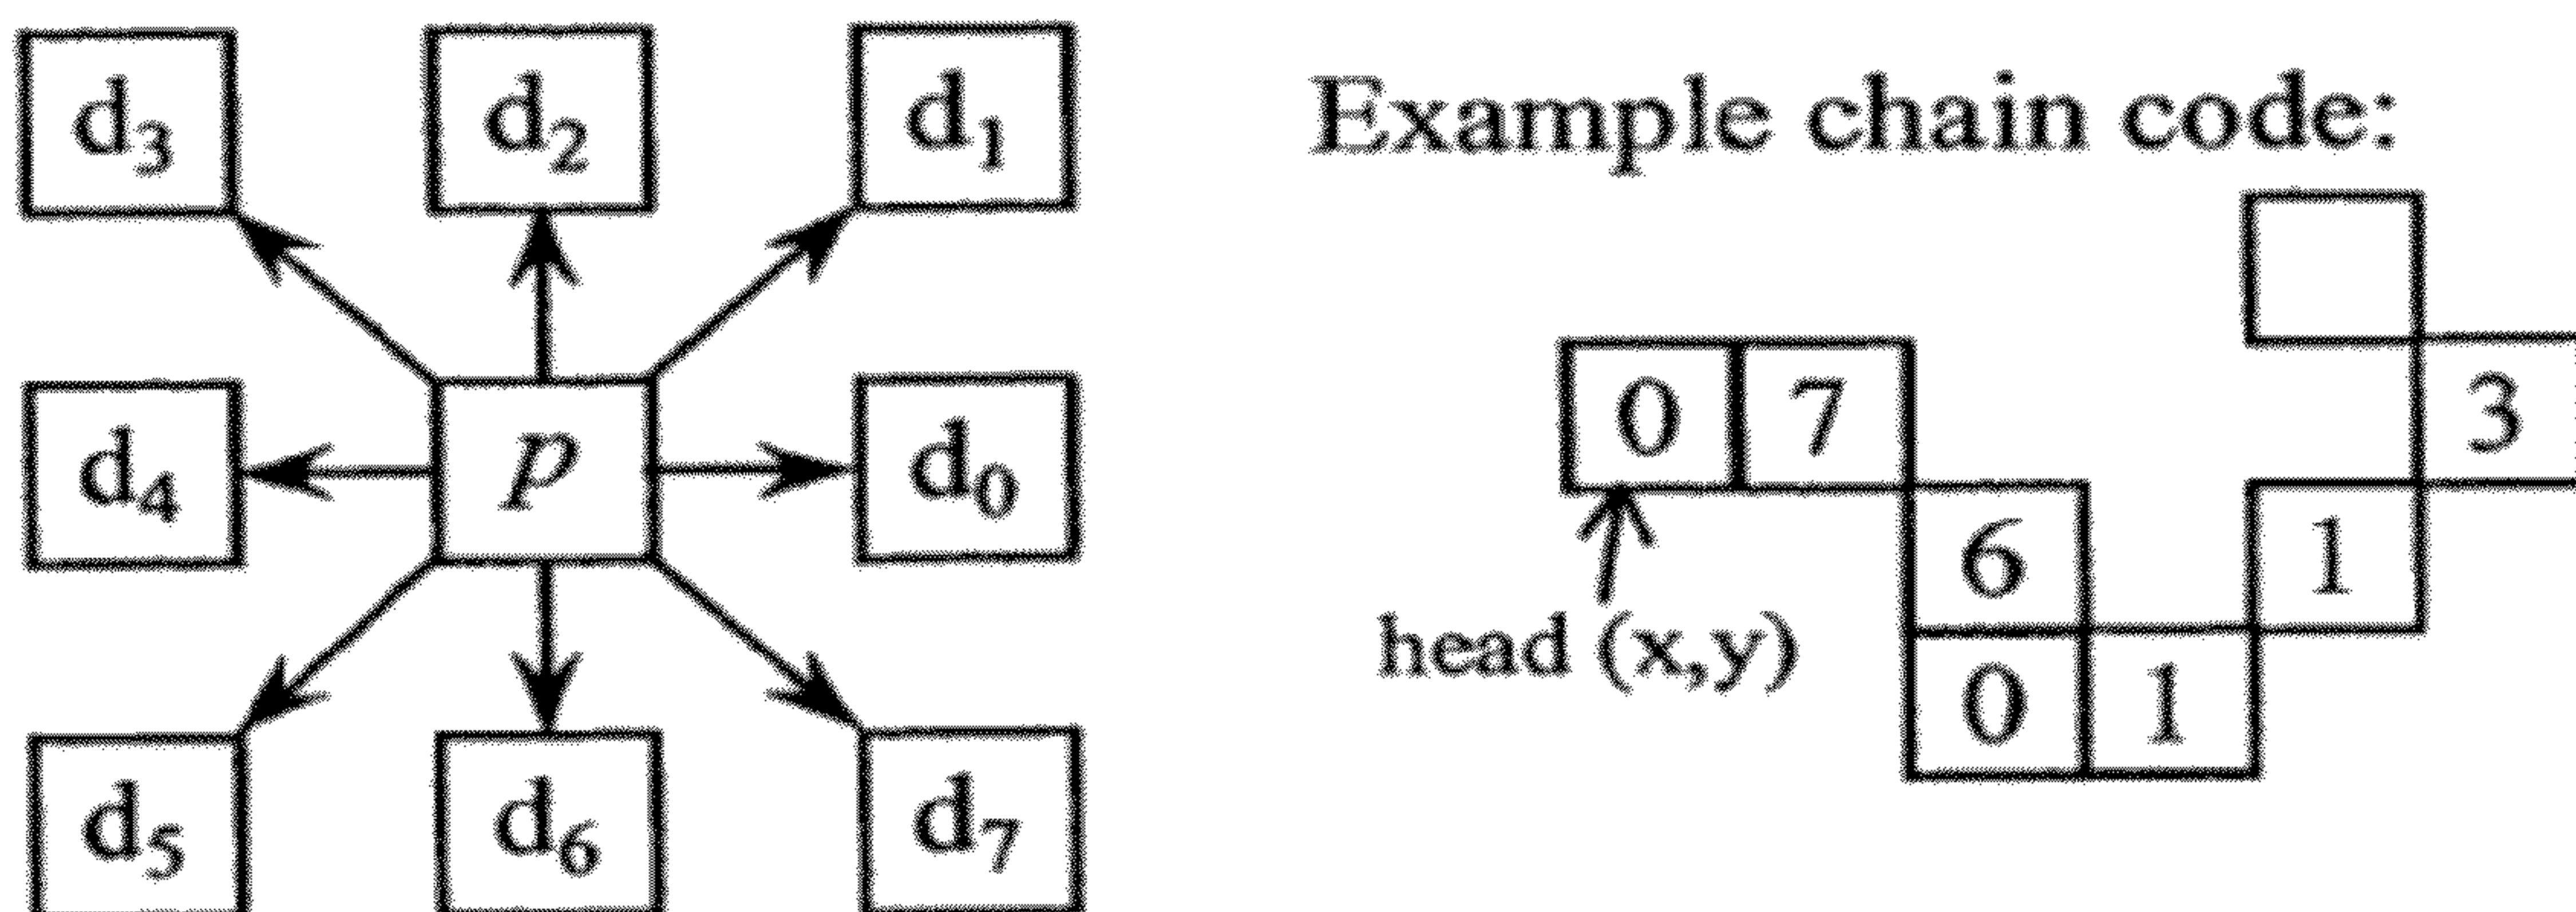 d3 d2 d1
d4 p d0
d5 d6 d7
Example chain code:
0 7 3
6 1
head (x,y)
0 1